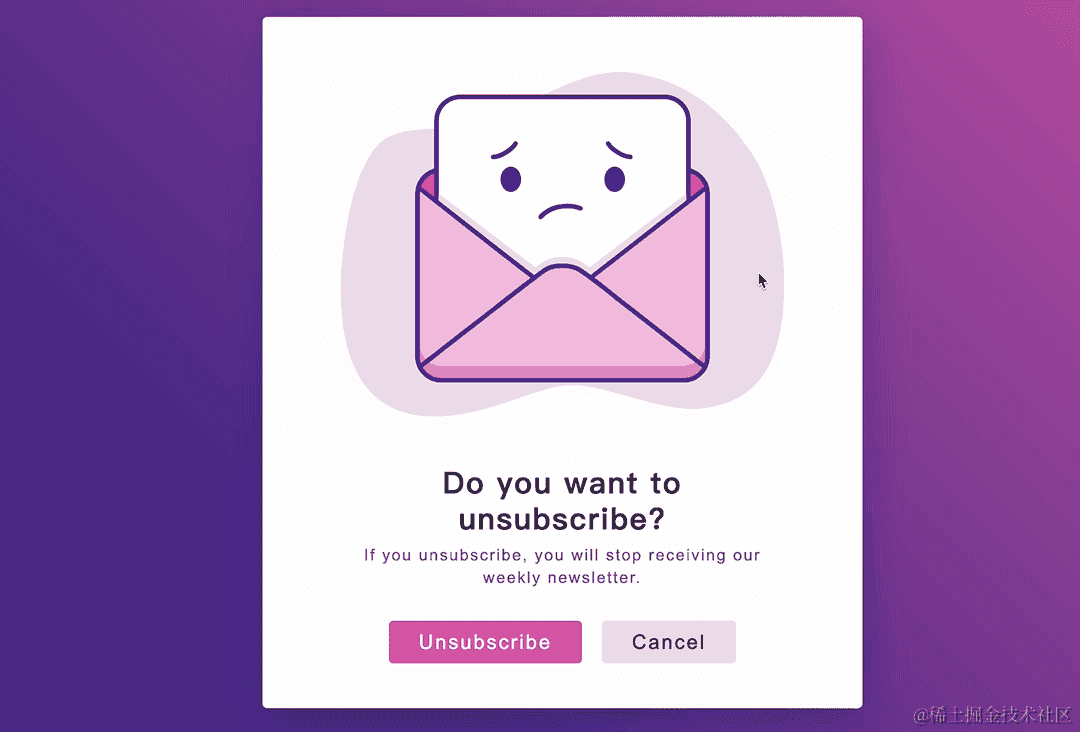 Do you want to
unsubscribe?
If you unsubscribe, you will stop receiving our
weekly newsletter.
Unsubscribe
Cancel
@稀土掘金技术社区